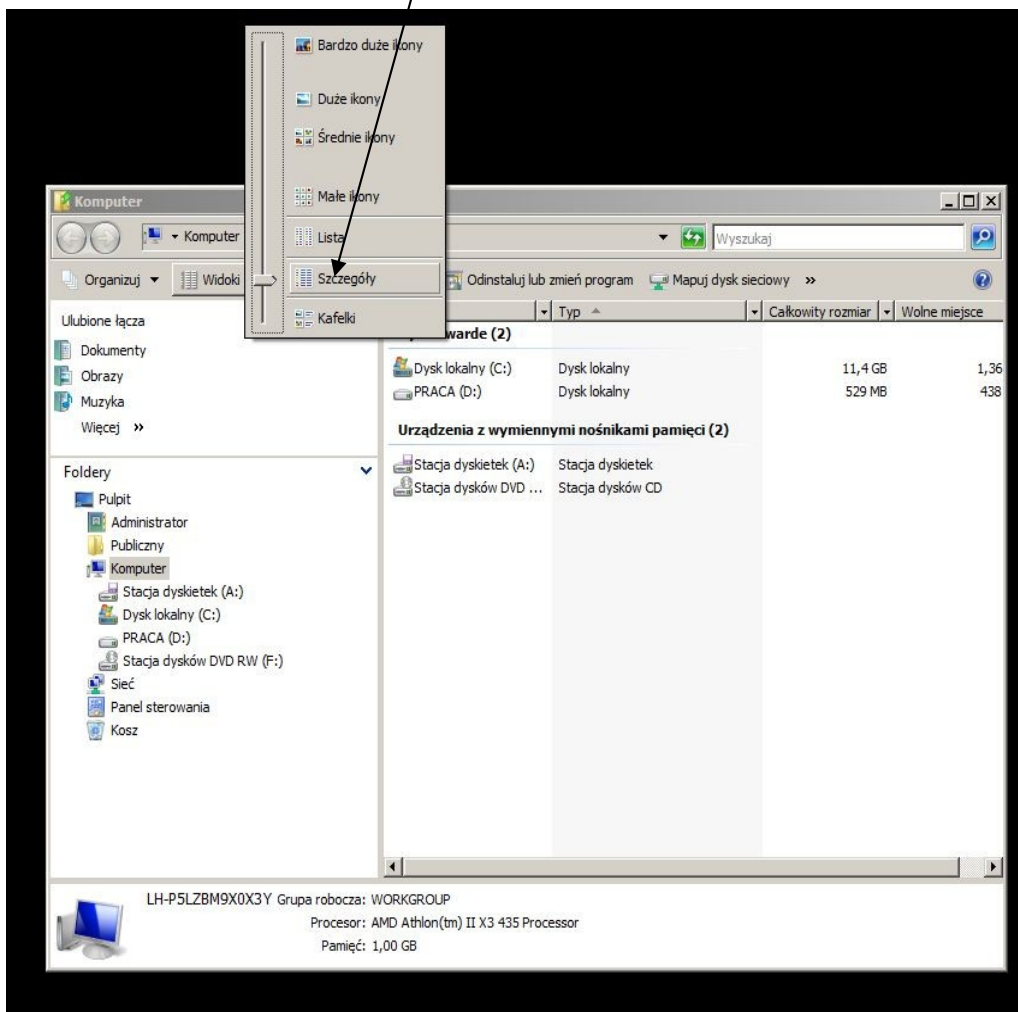 Bardzo duże ikony
Duże ikony
Średnie ikony
Małe ikony
Lista
Szczegóły
Kafelki
Komputer
Komputer
Wyszukaj
Organizuj
Widoki
Odinstaluj lub zmień program
Mapuj dysk sieciowy »
Ulubione łącza
Dokumenty
Obrazy
Muzyka
Więcej »
Foldery
Pulpit
Administrator
Publiczny
Komputer
Stacja dyskietek (A:)
Dysk lokalny (C:)
PRACA (D:)
Stacja dysków DVD RW (F:)
Sieć
Panel sterowania
Kosz
Typ Całkowity rozmiar Wolne miejsce
warde (2)
Dysk lokalny (C:) Dysk lokalny 11,4 GB 1,36
PRACA (D:) Dysk lokalny 529 MB 438
Urządzenia z wymiennymi nośnikami pamięci (2)
Stacja dyskietek (A:) Stacja dyskietek
Stacja dysków DVD ... Stacja dysków CD
LH-P5LZBM9X0X3Y Grupa robocza: WORKGROUP
Procesor: AMD Athlon(tm) II X3 435 Processor
Pamięć: 1,00 GB